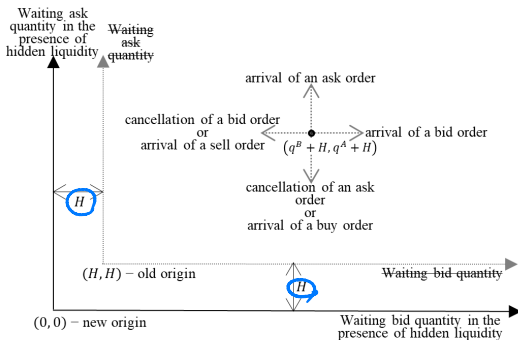 Waiting ask
quantity in the
presence of
hidden liquidity
Waiting
ask
quantity
arrival of an ask order
cancellation of a bid order
or
arrival of a sell order
arrival of a bid order
(q^B + H, q^A + H)
cancellation of an ask
order
or
arrival of a buy order
H
(H, H) − old origin
Waiting bid quantity
H
(0, 0) − new origin
Waiting bid quantity in the
presence of hidden liquidity